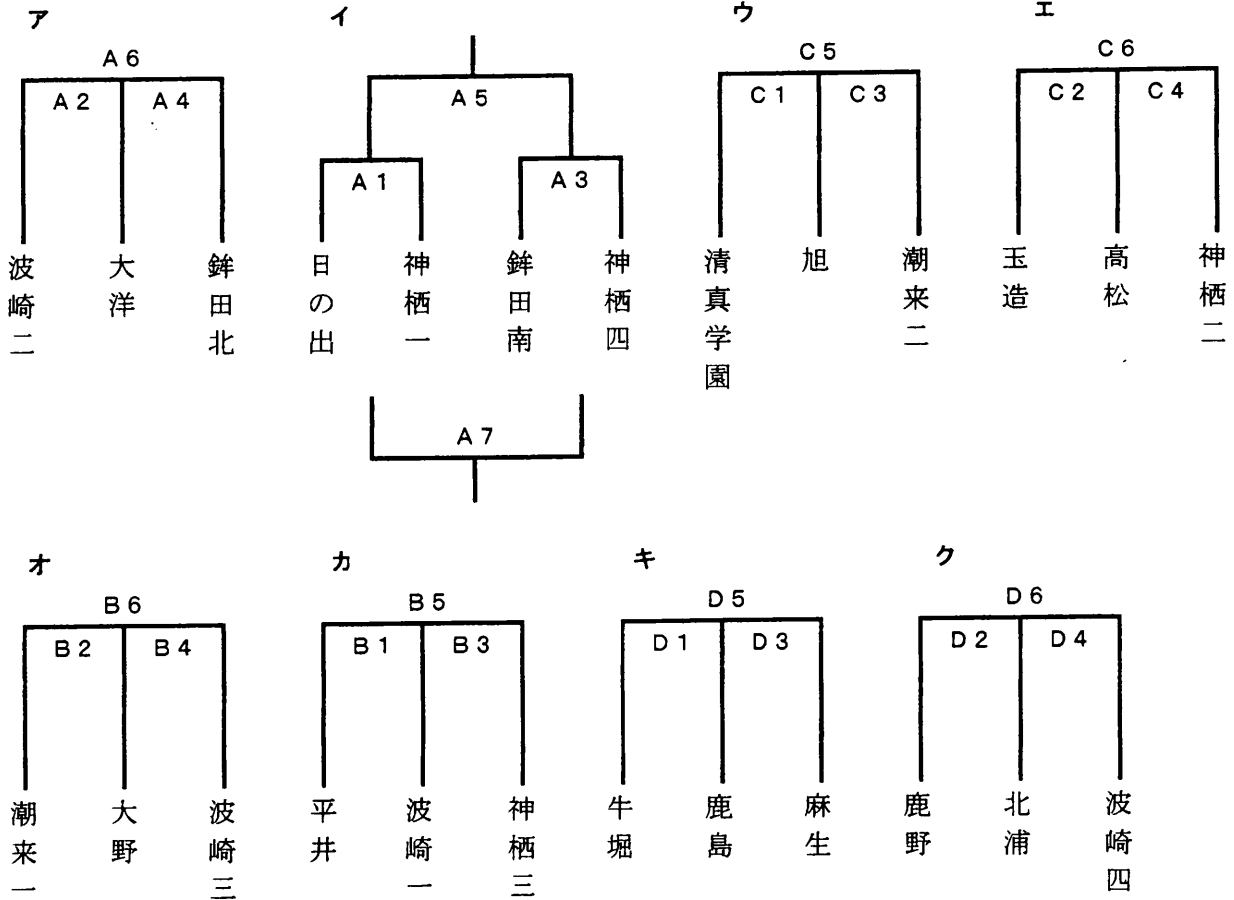 ア
イ
ウ
エ
A6
A2 A4
A5
A1 A3
C5
C1 C3
C6
C2 C4
波崎二
大洋
鉾田北
日の出
神栖一
鉾田南
神栖四
清真学園
旭
潮来二
玉造
高松
神栖二
A7
オ
カ
キ
ク
B6
B2 B4
B5
B1 B3
D5
D1 D3
D6
D2 D4
潮来一
大野
波崎三
平井
波崎一
神栖三
牛堀
鹿島
麻生
鹿野
北浦
波崎四